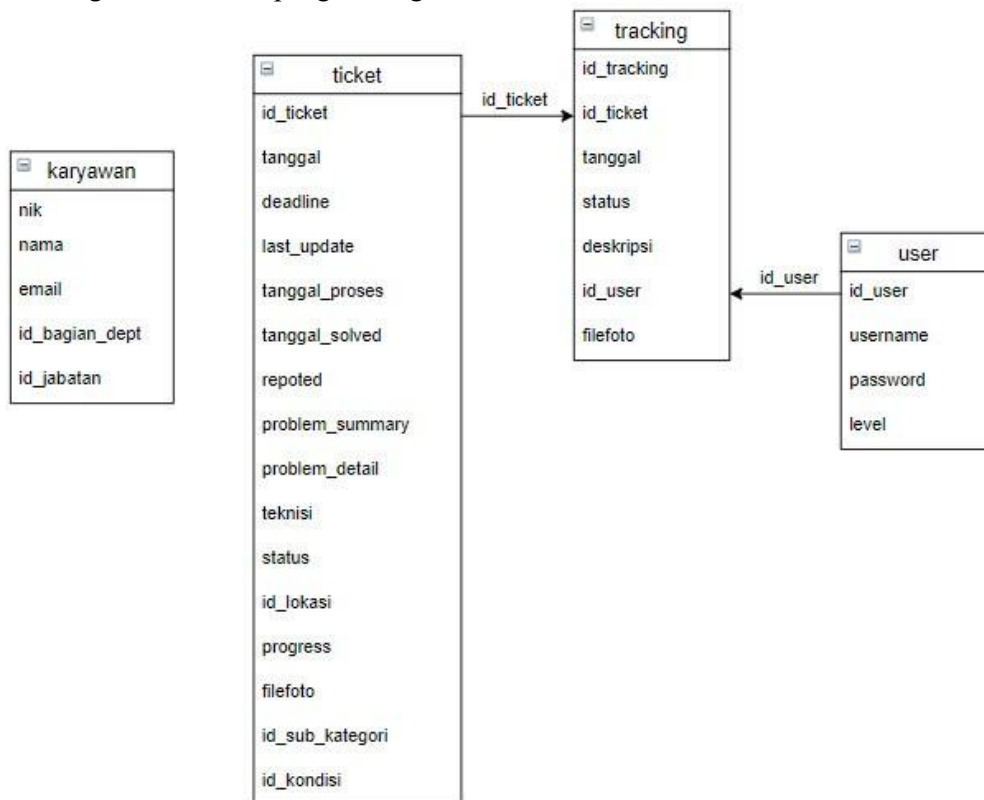 karyawan
nik
nama
email
id_bagian_dept
id_jabatan
ticket
id_ticket
tanggal
deadline
last_update
tanggal_proses
tanggal_solved
repoted
problem_summary
problem_detail
teknisi
status
id_lokasi
progress
filefoto
id_sub_kategori
id_kondisi
id_ticket
tracking
id_tracking
id_ticket
tanggal
status
deskripsi
id_user
filefoto
id_user
user
id_user
username
password
level